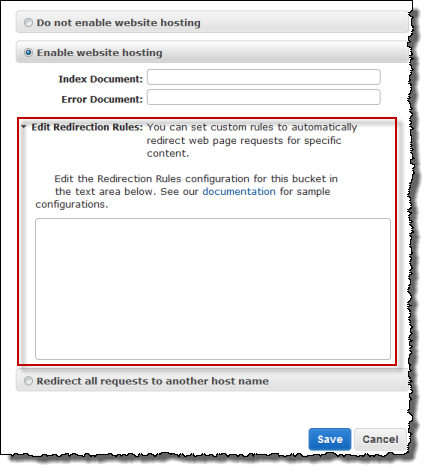 Do not enable website hosting
Enable website hosting
Index Document:
Error Document:
Edit Redirection Rules: You can set custom rules to automatically
redirect web page requests for specific
content.
Edit the Redirection Rules configuration for this bucket in
the text area below. See our documentation for sample
configurations.
Redirect all requests to another host name
Save Cancel